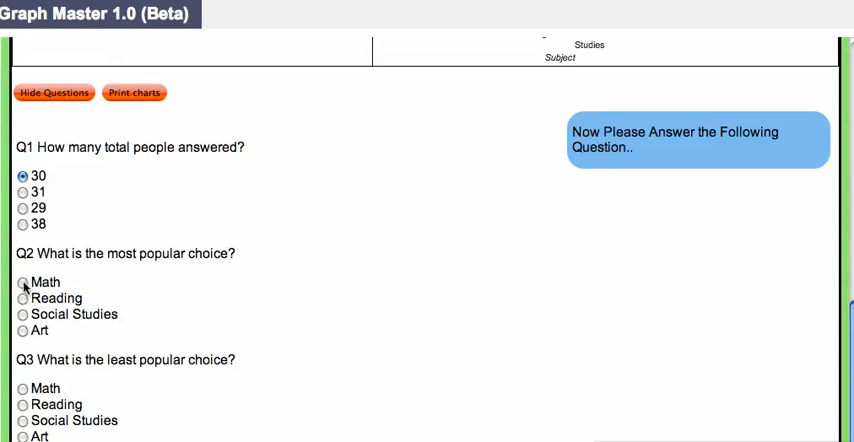 Graph Master 1.0 (Beta)
Studies
Subject
Hide Questions Print charts
Now Please Answer the Following
Question..
Q1 How many total people answered?
30
31
29
38
Q2 What is the most popular choice?
Math
Reading
Social Studies
Art
Q3 What is the least popular choice?
Math
Reading
Social Studies
Art